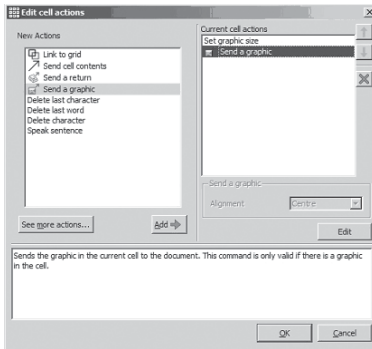 Edit cell actions
New Actions
Link to grid
Send cell contents
Send a return
Send a graphic
Delete last character
Delete last word
Delete character
Speak sentence
See more actions...
Add
Current cell actions
Set graphic size
Send a graphic
Send a graphic
Alignment
Centre
Edit
Sends the graphic in the current cell to the document. This command is only valid if there is a graphic
in the cell.
OK
Cancel